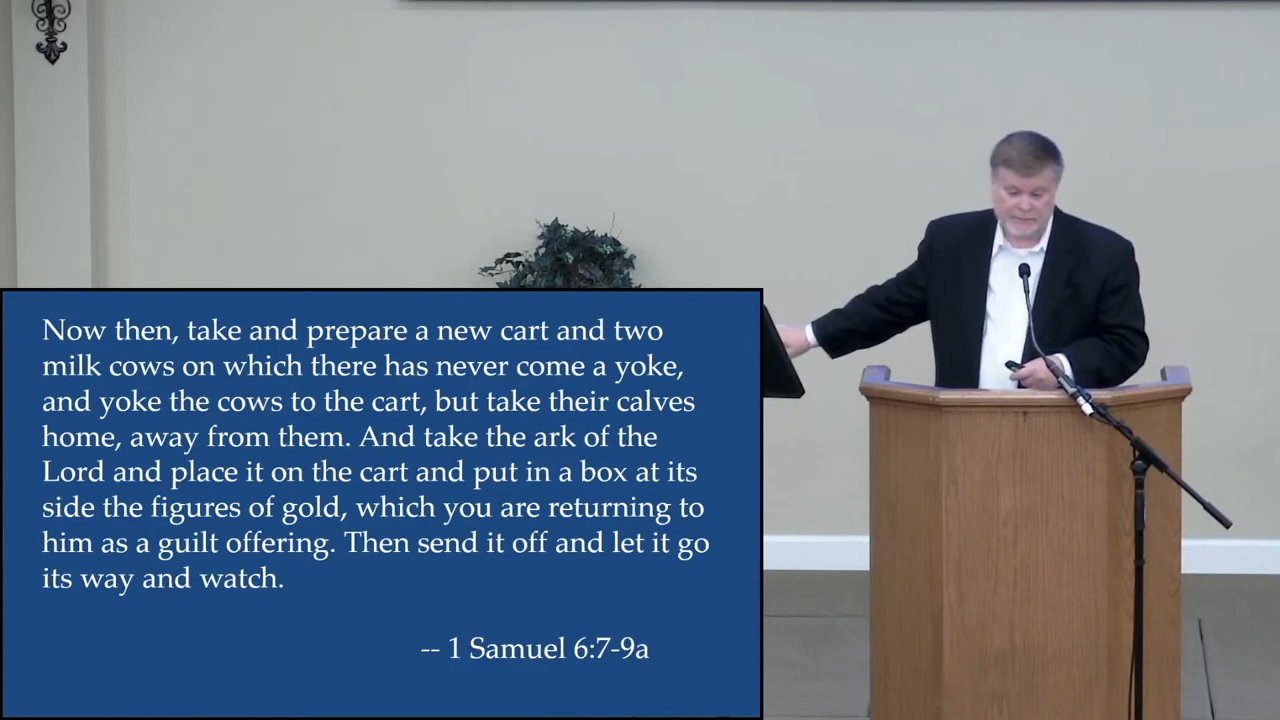 Now then, take and prepare a new cart and two
milk cows on which there has never come a yoke,
and yoke the cows to the cart, but take their calves
home, away from them. And take the ark of the
Lord and place it on the cart and put in a box at its
side the figures of gold, which you are returning to
him as a guilt offering. Then send it off and let it go
its way and watch.
-- 1 Samuel 6:7-9a